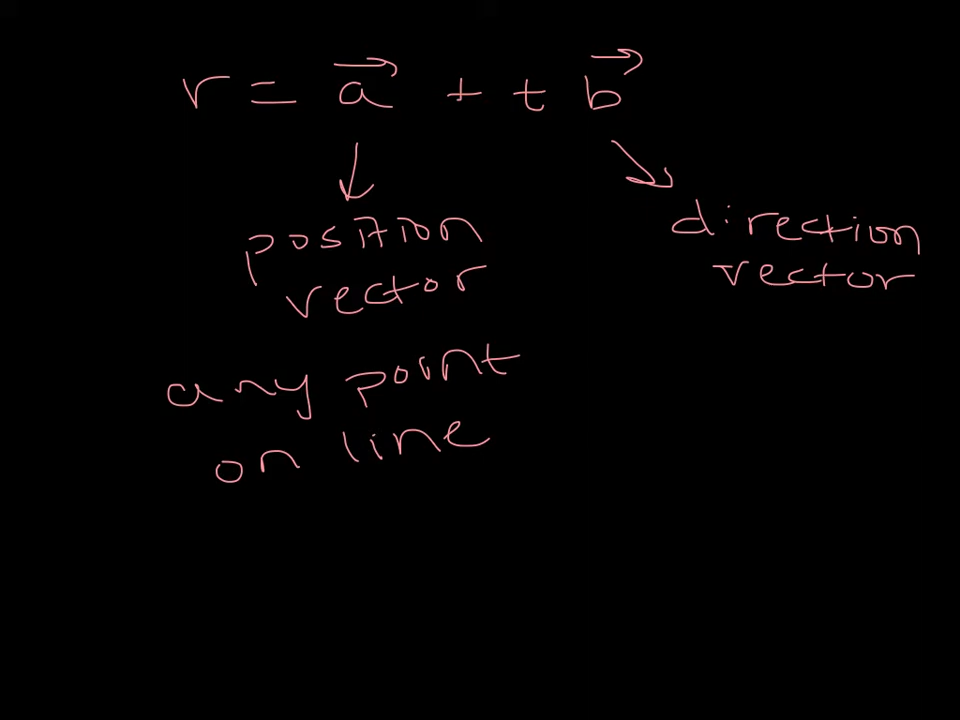 r = a⃗ + t b⃗
position
vector
direction
vector
any point
on line